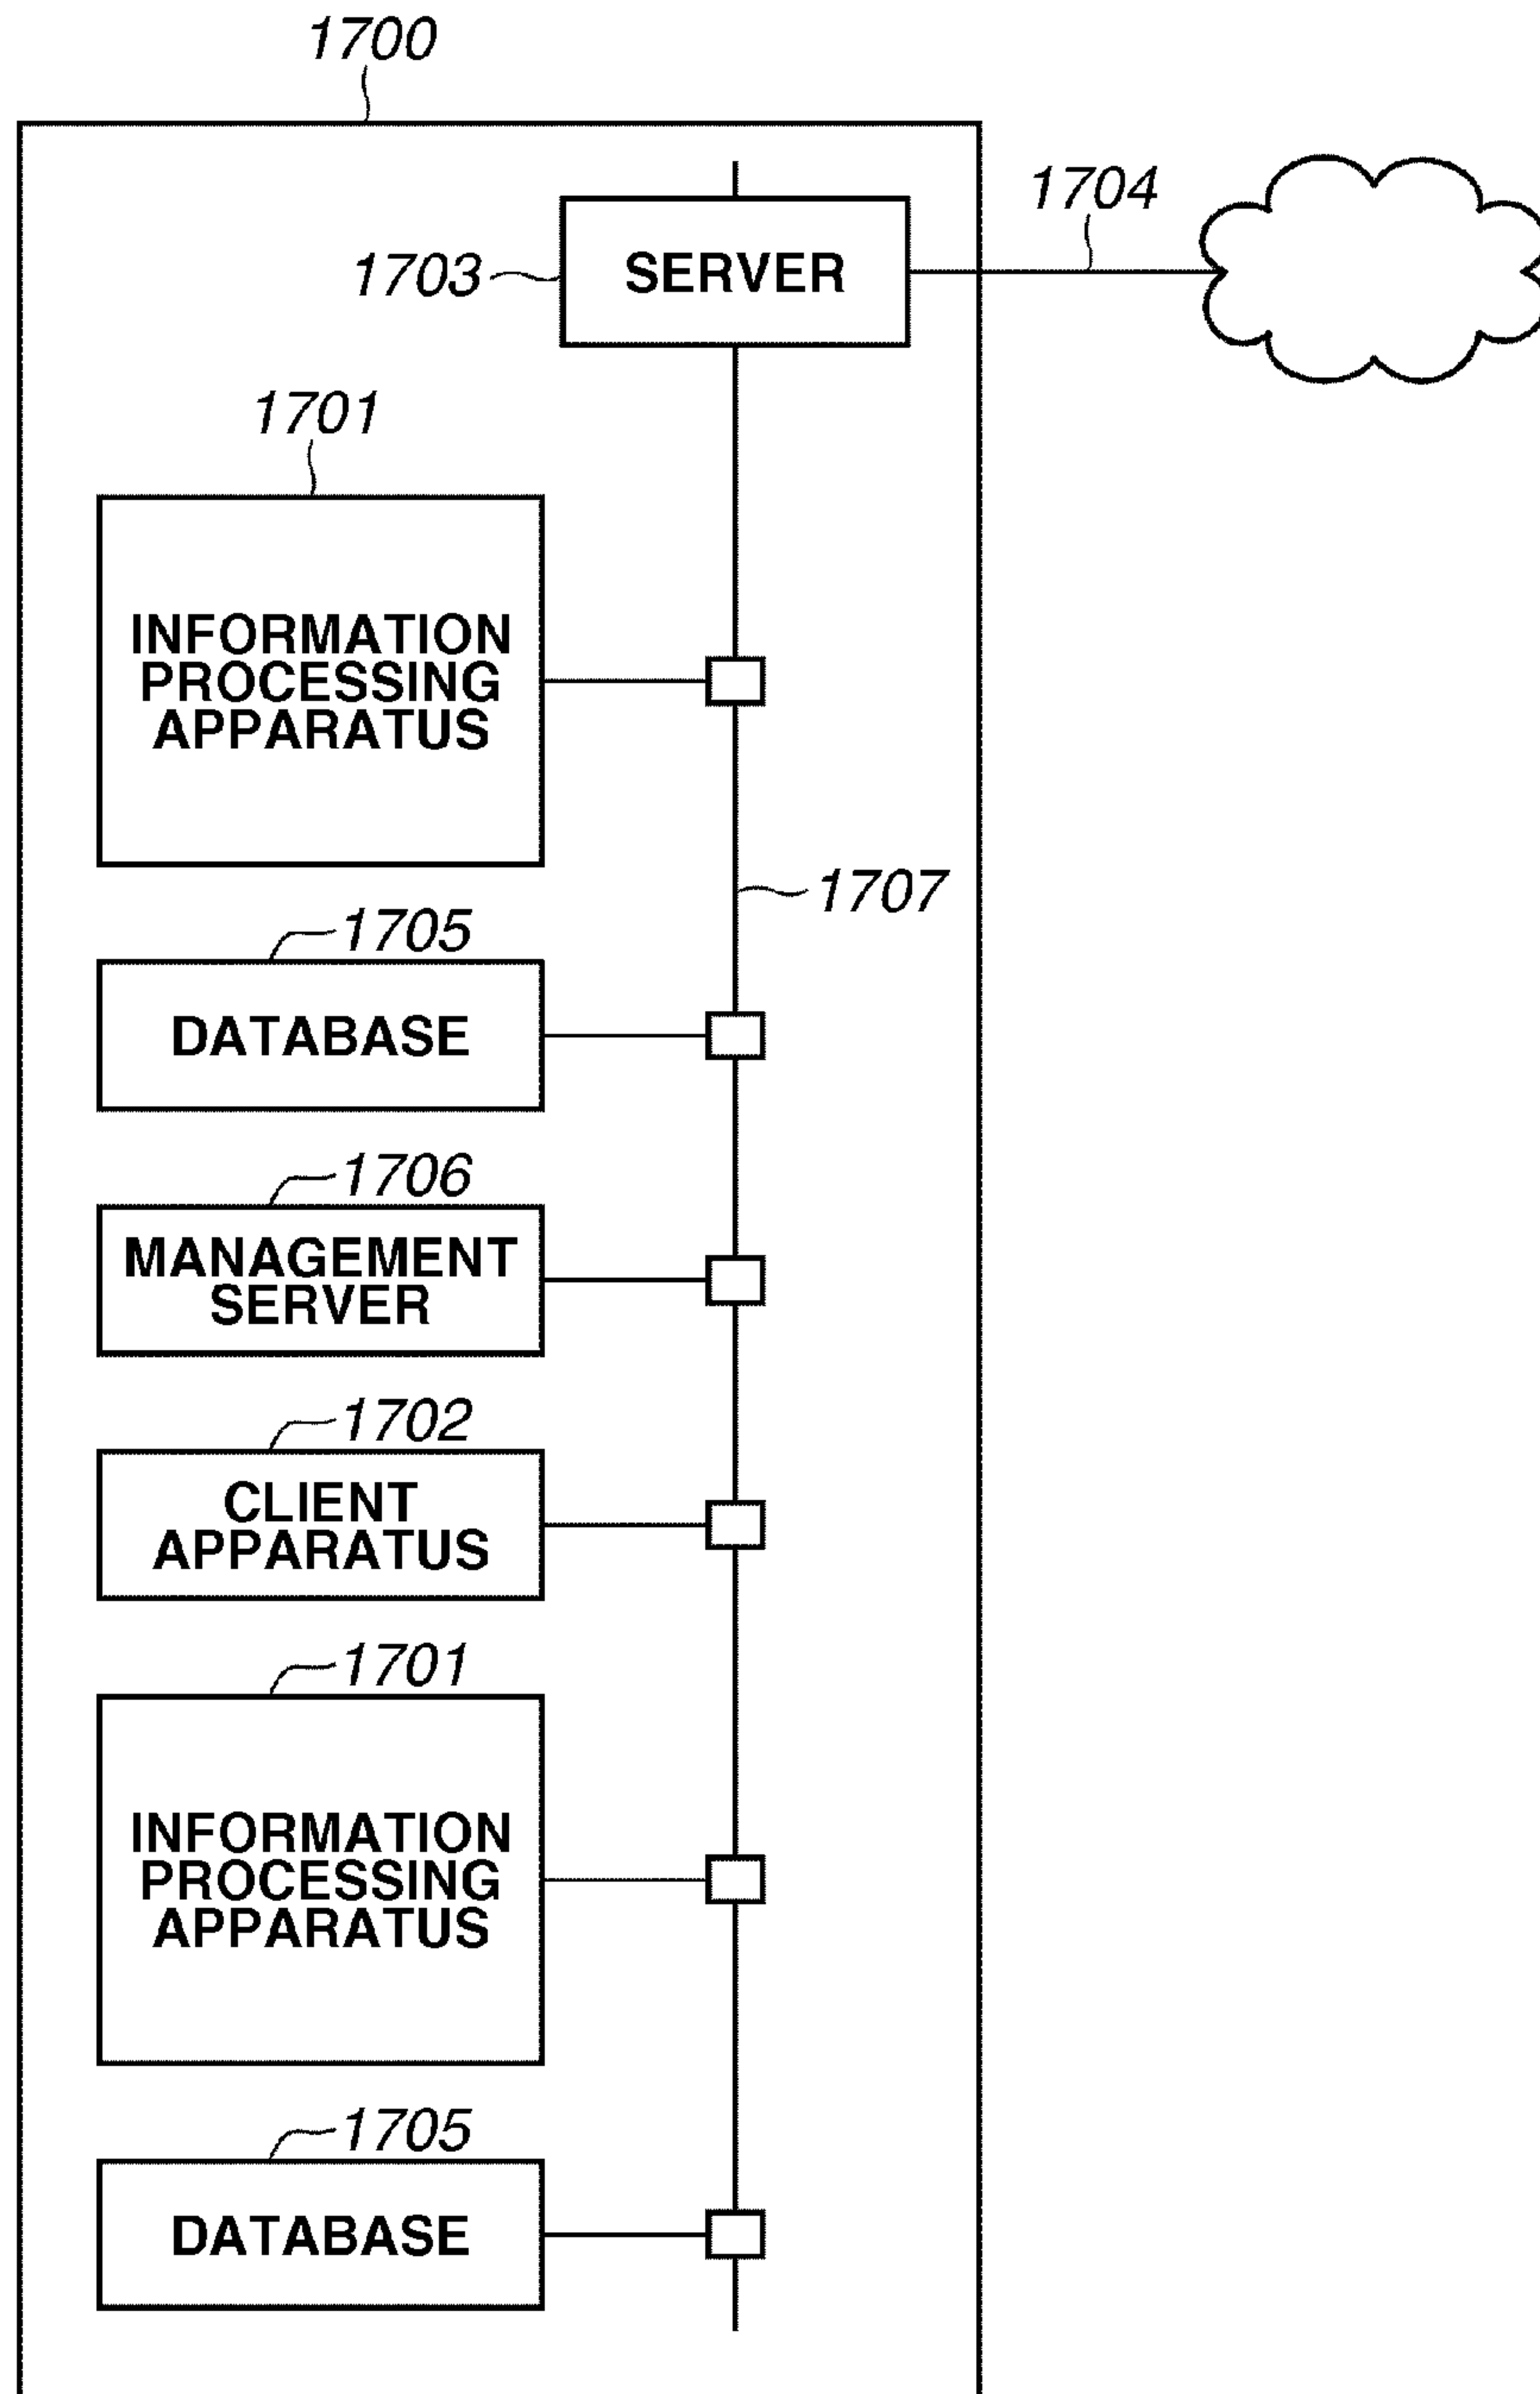 1700
1704
1703
SERVER
1701
INFORMATION
PROCESSING
APPARATUS
1707
1705
DATABASE
1706
MANAGEMENT
SERVER
1702
CLIENT
APPARATUS
1701
INFORMATION
PROCESSING
APPARATUS
1705
DATABASE